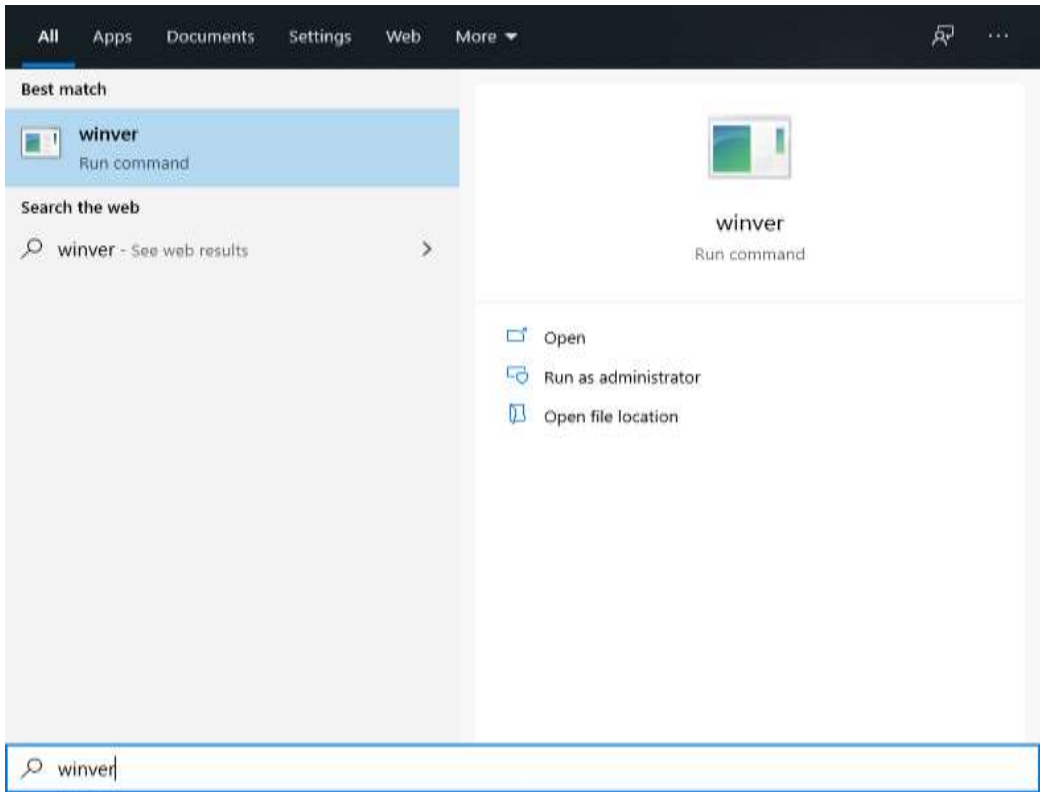 All Apps Documents Settings Web More
Best match
winver
Run command
Search the web
winver - See web results
winver
Run command
Open
Run as administrator
Open file location
winver